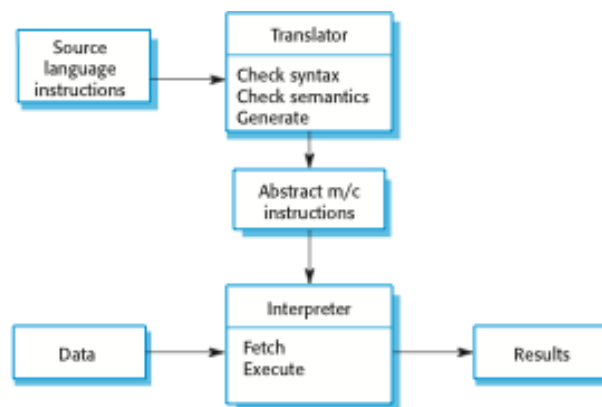 Source
language
instructions
Translator
Check syntax
Check semantics
Generate
Abstract m/c
instructions
Data
Interpreter
Fetch
Execute
Results